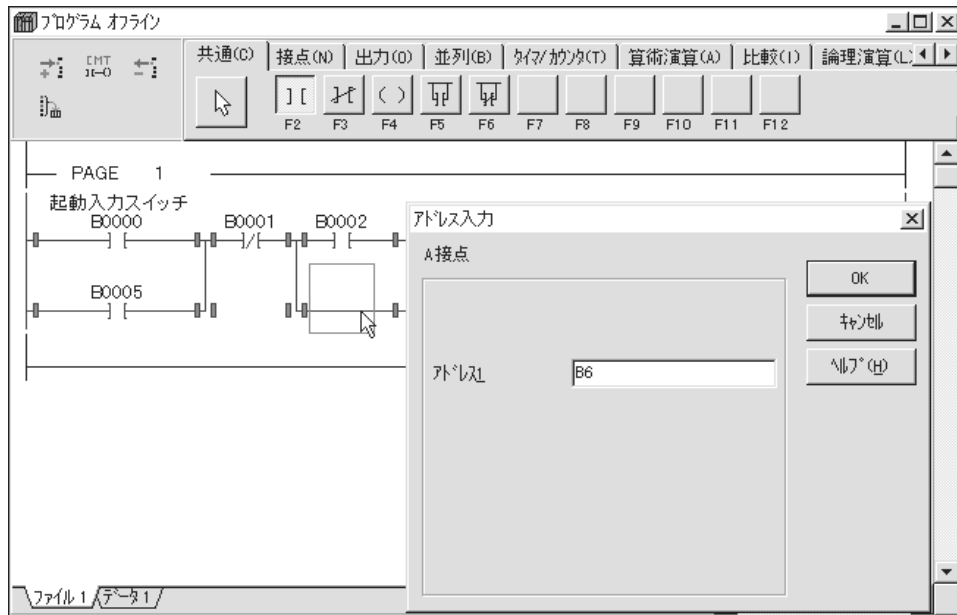 ﾌﾟﾛｸﾞﾗﾑ ｵﾌﾗｲﾝ
共通(C) 接点(N) 出力(O) 並列(B) ﾀｲﾏ/ｶｳﾝﾀ(T) 算術演算(A) 比較(I) 論理演算(L)
CMT
F2 F3 F4 F5 F6 F7 F8 F9 F10 F11 F12
PAGE 1
起動入力スイッチ
B0000 B0001 B0002
B0005
ｱﾄﾞﾚｽ入力
A接点
ｱﾄﾞﾚｽ1 B6
OK
ｷｬﾝｾﾙ
ﾍﾙﾌﾟ(H)
ﾌｧｲﾙ 1 ﾃﾞｰﾀ 1